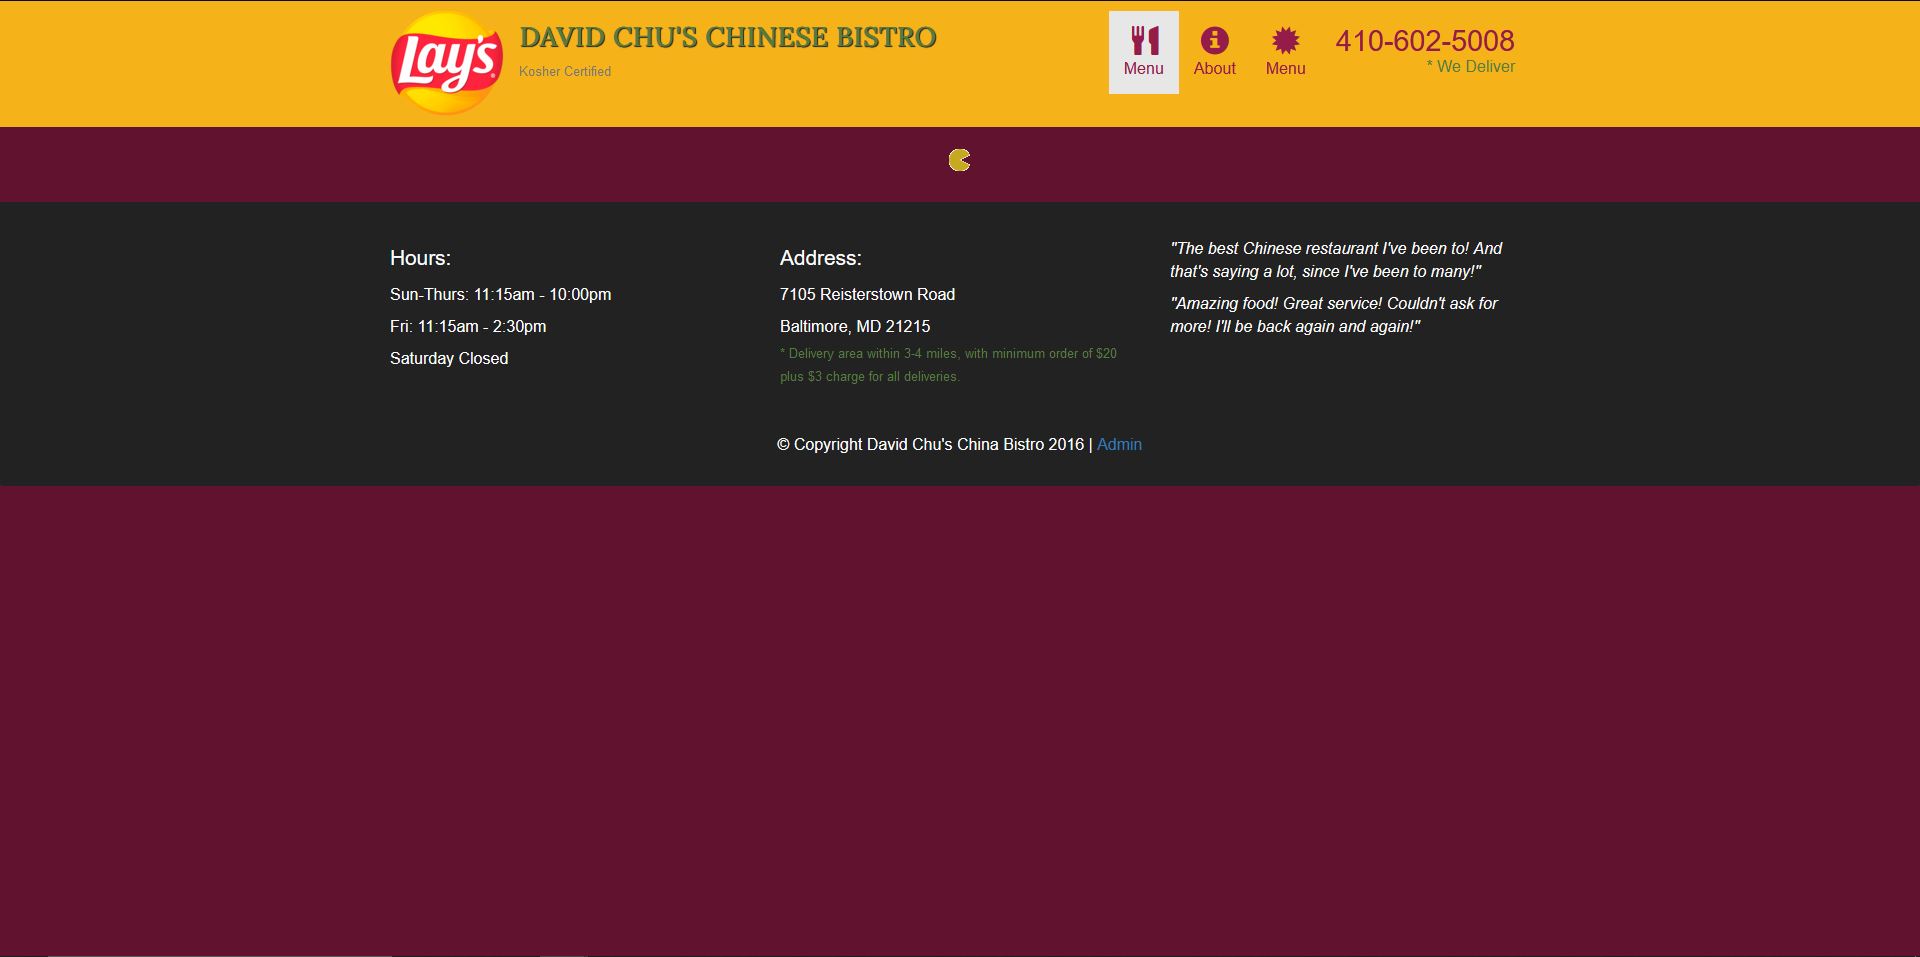 Lay's
DAVID CHU'S CHINESE BISTRO
Kosher Certified
Menu
About
Menu
410-602-5008
* We Deliver
Hours:
Sun-Thurs: 11:15am - 10:00pm
Fri: 11:15am - 2:30pm
Saturday Closed
Address:
7105 Reisterstown Road
Baltimore, MD 21215
* Delivery area within 3-4 miles, with minimum order of $20
plus $3 charge for all deliveries.
"The best Chinese restaurant I've been to! And
that's saying a lot, since I've been to many!"
"Amazing food! Great service! Couldn't ask for
more! I'll be back again and again!"
© Copyright David Chu's China Bistro 2016 | Admin